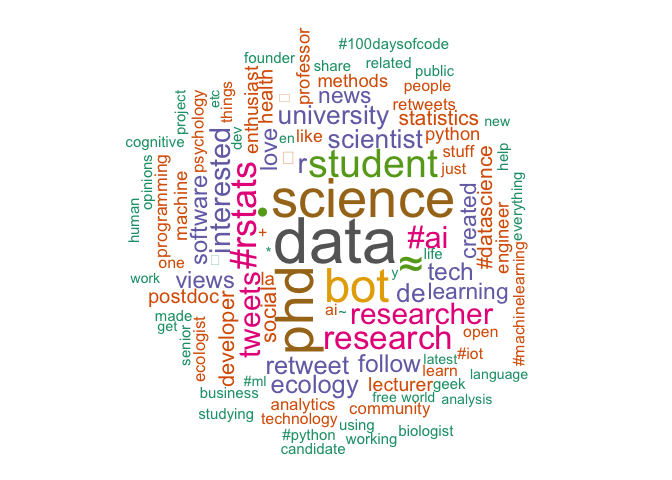 #100daysofcode
founder
share
related
professor
methods
public
people
health
enthusiast
news
retweets
project
etc
things
university
statistics
new
psychology
dev
love
en
like
scientist
python
cognitive
stuff
help
just
r
student
opinions
programming
machine
software
interested
#rstats
.
science
created
#datascience
engineer
everything
human
+
*
data
#ai
life
≈
one
views
la
phd
bot
y
tech
work
de
learning
#machinelearning
postdoc
tweets
social
ai
~
researcher
made
get
developer
research
open
senior
ecologist
retweet
follow
latest
#iot
learn
language
#ml
ecology
lecturer
geek
business
free
world
analysis
studying
analytics
community
technology
using
#python
working
biologist
candidate